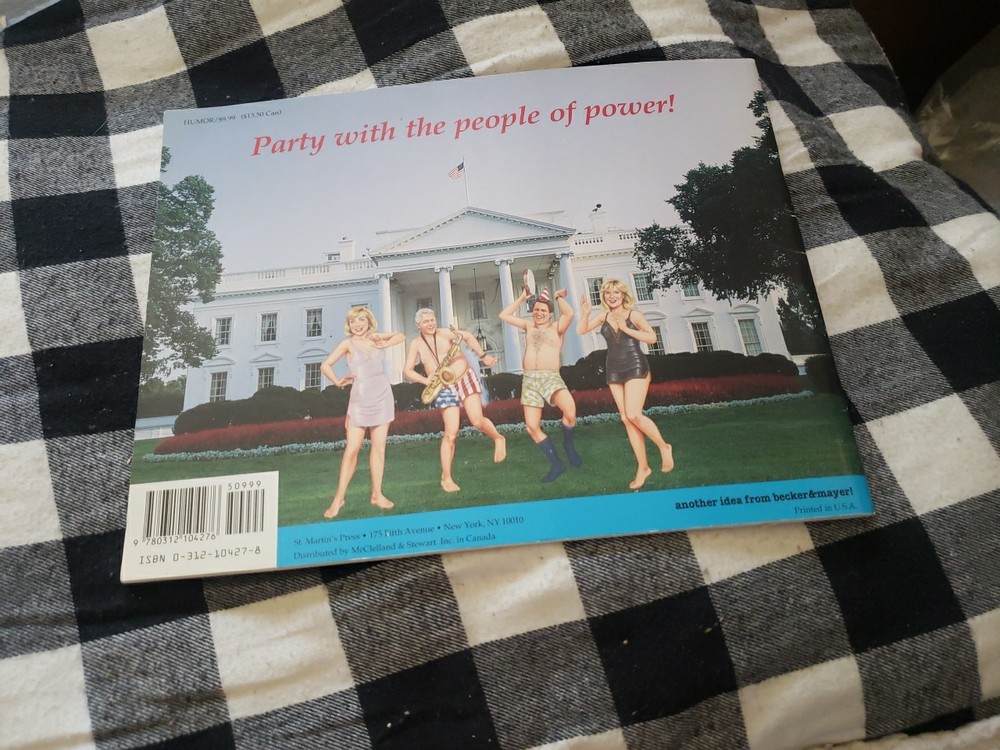 HUMOR/$9.99 ($13.50 Can)
Party with the people of power!
50999
9 780312 104276
ISBN 0-312-10427-8
St. Martin's Press • 175 Fifth Avenue • New York, NY 10010
Distributed by McClelland & Stewart Inc. in Canada
another idea from becker&mayer!
Printed in U.S.A.